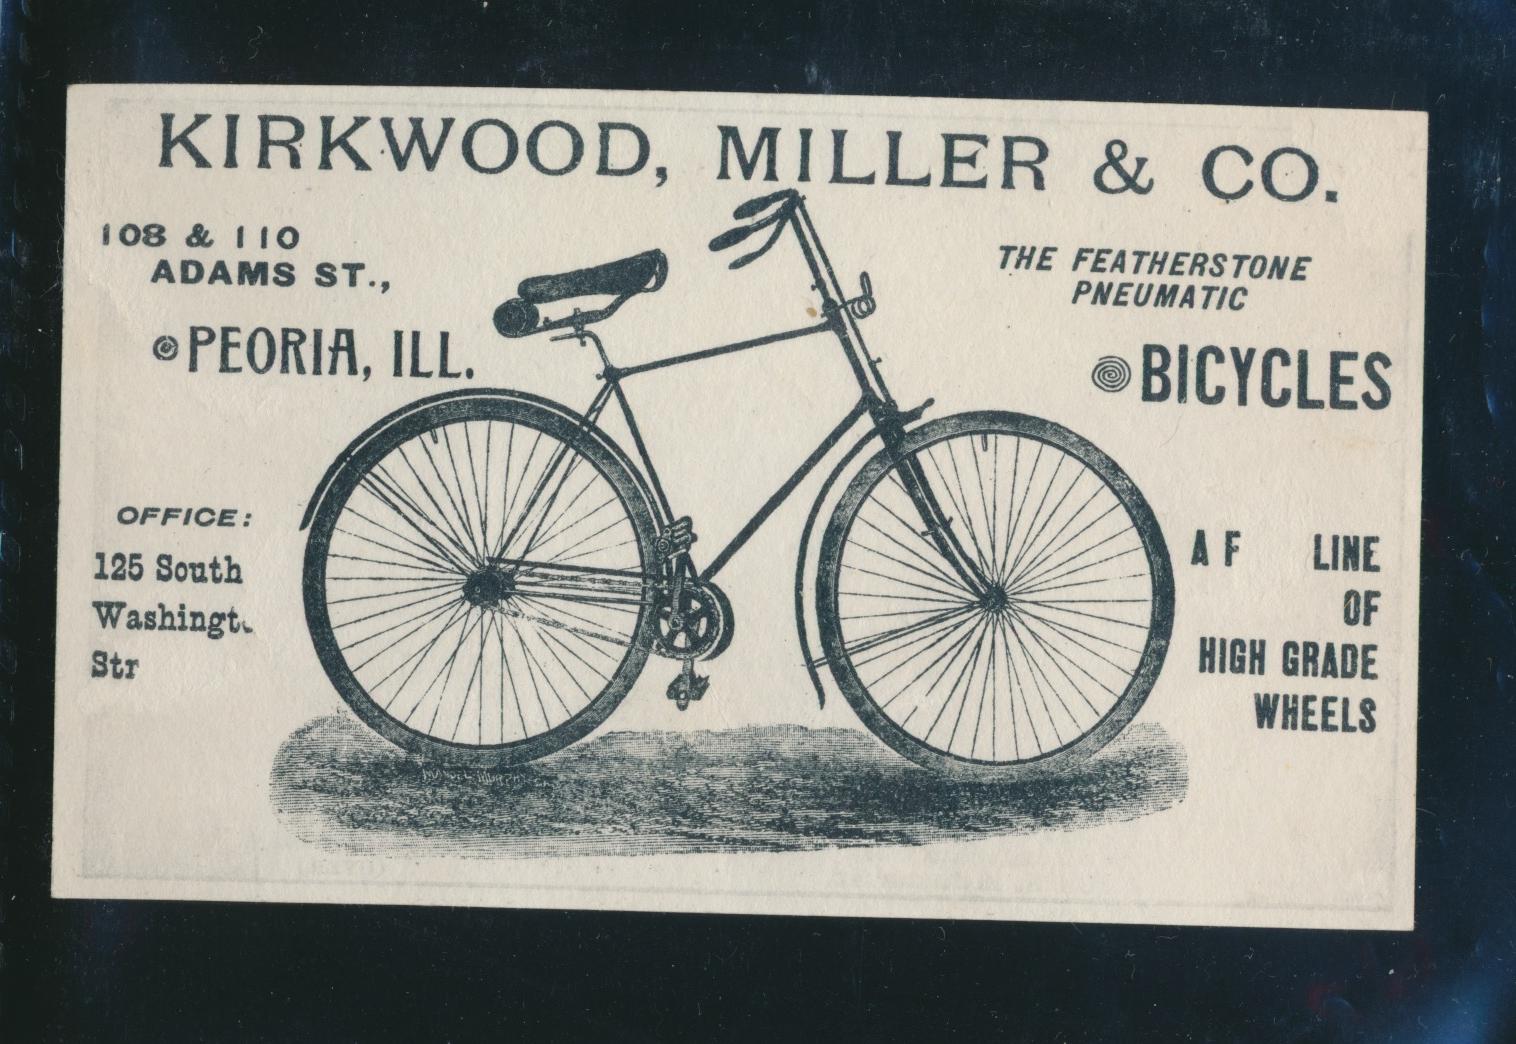 KIRKWOOD, MILLER & CO.
108 & 110
ADAMS ST.,
PEORIA, ILL.
THE FEATHERSTONE
PNEUMATIC
BICYCLES
OFFICE:
125 South
Washingt
Str
A F LINE
OF
HIGH GRADE
WHEELS